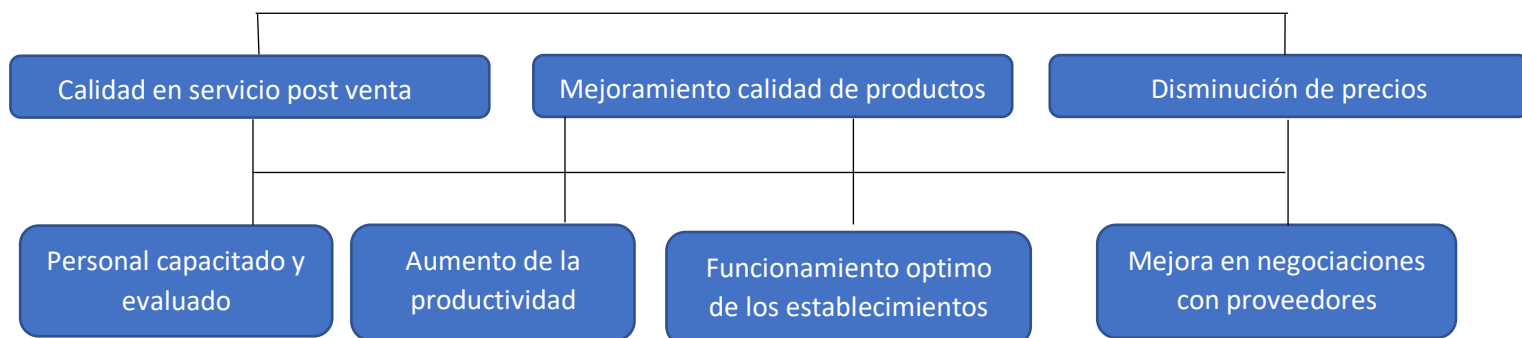 Calidad en servicio post venta
Mejoramiento calidad de productos
Disminución de precios
Personal capacitado y
evaluado
Aumento de la
productividad
Funcionamiento optimo
de los establecimientos
Mejora en negociaciones
con proveedores